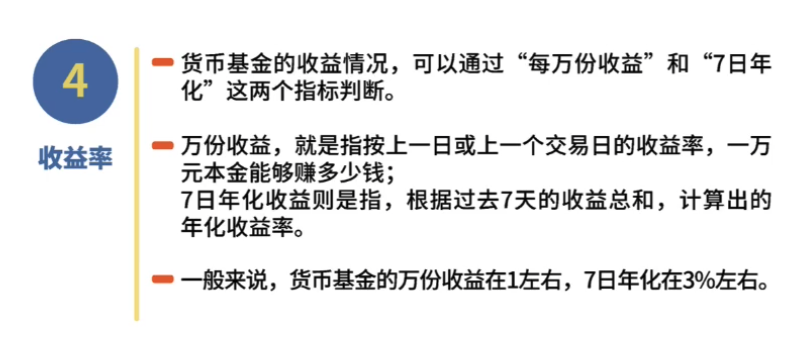 4
收益率
货币基金的收益情况，可以通过“每万份收益”和“7日年
化”这两个指标判断。
万份收益，就是指按上一日或上一个交易日的收益率，一万
元本金能够赚多少钱；
7日年化收益则是指，根据过去7天的收益总和，计算出的
年化收益率。
一般来说，货币基金的万份收益在1左右，7日年化在3%左右。